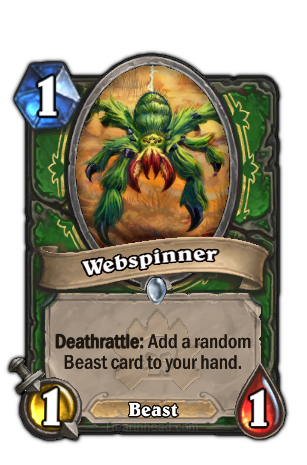 1
Webspinner
Deathrattle: Add a random
Beast card to your hand.
1
Beast
1